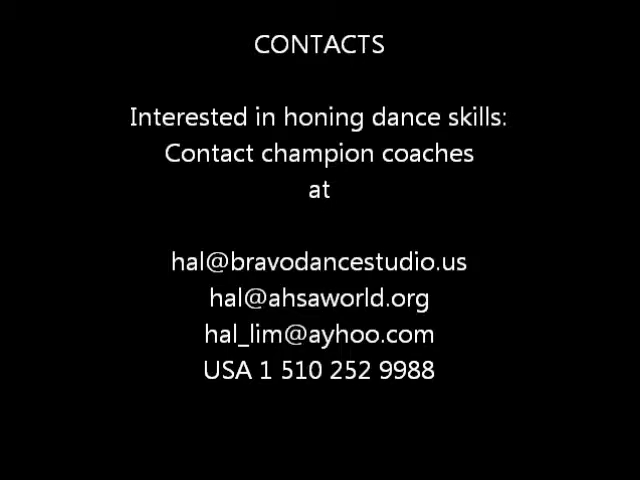 CONTACTS
Interested in honing dance skills:
Contact champion coaches
at
hal@bravodancestudio.us
hal@ahsaworld.org
hal_lim@ayhoo.com
USA 1 510 252 9988